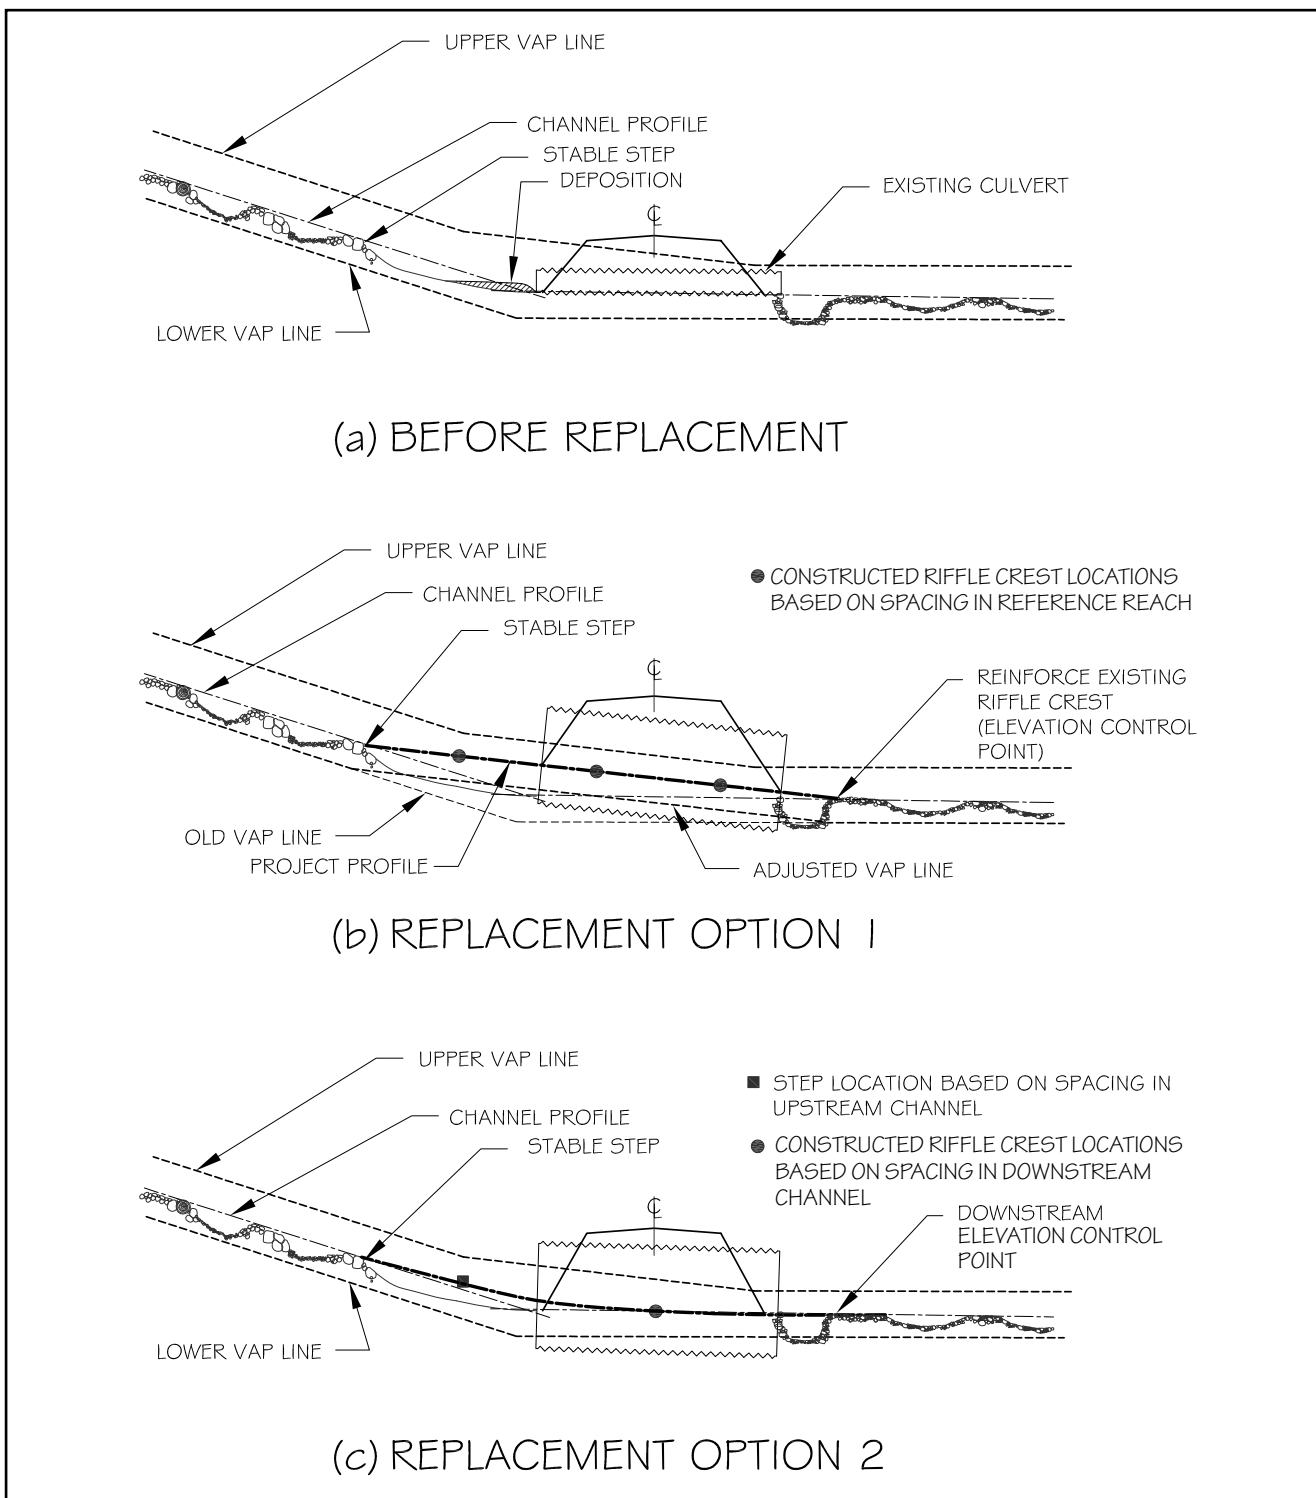 UPPER VAP LINE
CHANNEL PROFILE
STABLE STEP
DEPOSITION
EXISTING CULVERT
℄
LOWER VAP LINE
(a) BEFORE REPLACEMENT
UPPER VAP LINE
CHANNEL PROFILE
STABLE STEP
CONSTRUCTED RIFFLE CREST LOCATIONS
BASED ON SPACING IN REFERENCE REACH
℄
REINFORCE EXISTING
RIFFLE CREST
(ELEVATION CONTROL
POINT)
OLD VAP LINE
PROJECT PROFILE
ADJUSTED VAP LINE
(b) REPLACEMENT OPTION 1
UPPER VAP LINE
CHANNEL PROFILE
STABLE STEP
STEP LOCATION BASED ON SPACING IN
UPSTREAM CHANNEL
CONSTRUCTED RIFFLE CREST LOCATIONS
BASED ON SPACING IN DOWNSTREAM
CHANNEL
℄
DOWNSTREAM
ELEVATION CONTROL
POINT
LOWER VAP LINE
(c) REPLACEMENT OPTION 2